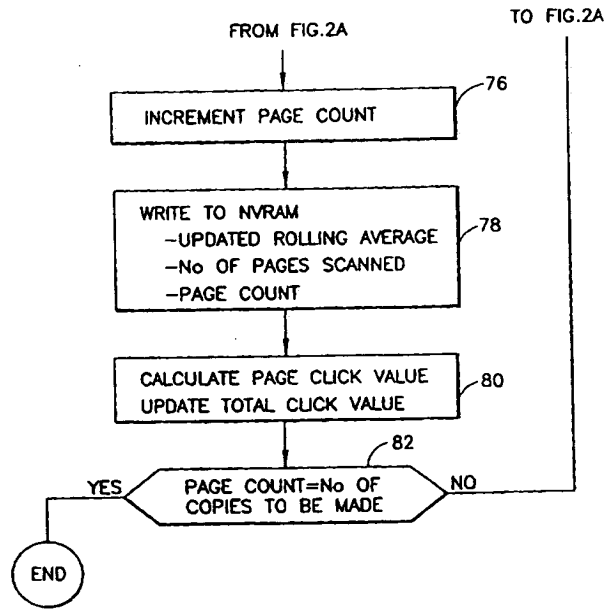 FROM FIG.2A
TO FIG.2A
76
INCREMENT PAGE COUNT
WRITE TO NVRAM
-UPDATED ROLLING AVERAGE
-No OF PAGES SCANNED
-PAGE COUNT
78
CALCULATE PAGE CLICK VALUE
UPDATE TOTAL CLICK VALUE
80
82
YES
PAGE COUNT=No OF
COPIES TO BE MADE
NO
END